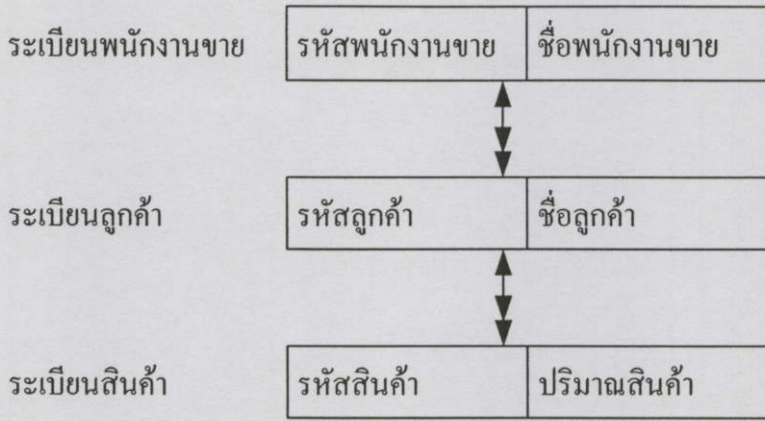 ระเบียนพนักงานขาย รหัสพนักงานขาย ชื่อพนักงานขาย
ระเบียนลูกค้า รหัสลูกค้า ชื่อลูกค้า
ระเบียนสินค้า รหัสสินค้า ปริมาณสินค้า